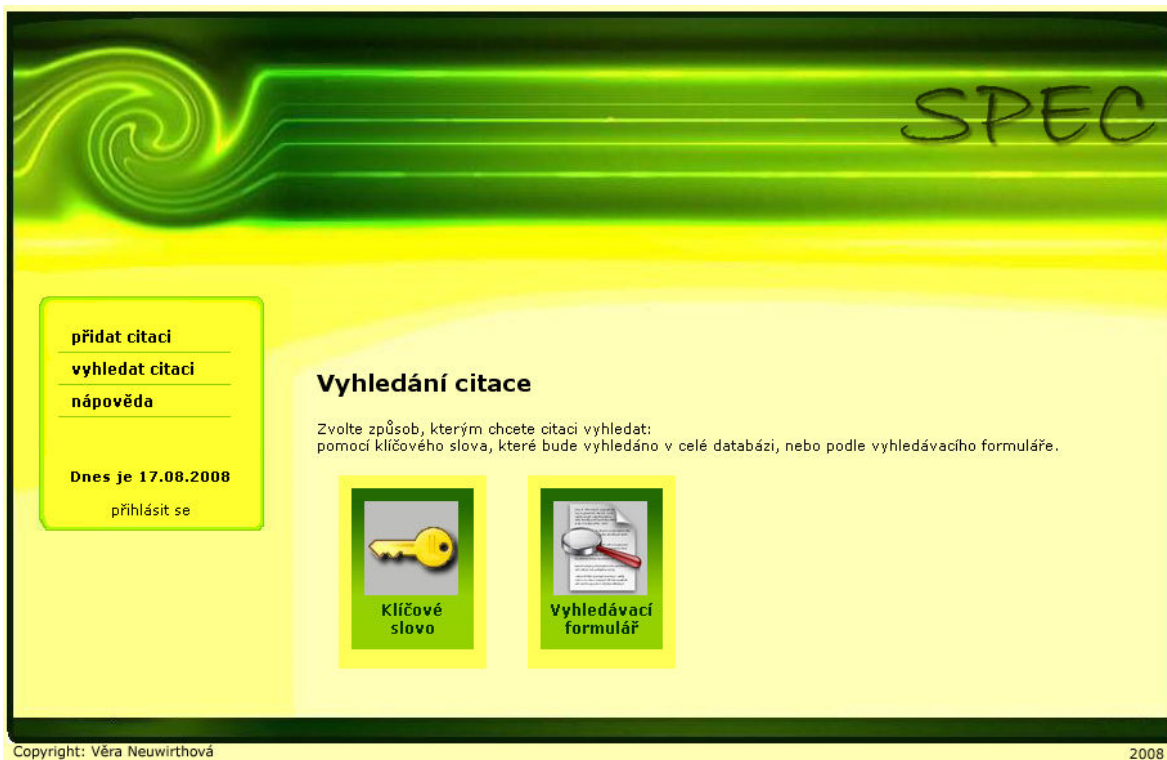 SPEC
přidat citaci
vyhledat citaci
nápověda
Dnes je 17.08.2008
přihlásit se
Vyhledání citace
Zvolte způsob, kterým chcete citaci vyhledat:
pomocí klíčového slova, které bude vyhledáno v celé databázi, nebo podle vyhledávacího formuláře.
Klíčové
slovo
Vyhledávací
formulář
Copyright: Věra Neuwirthová
2008